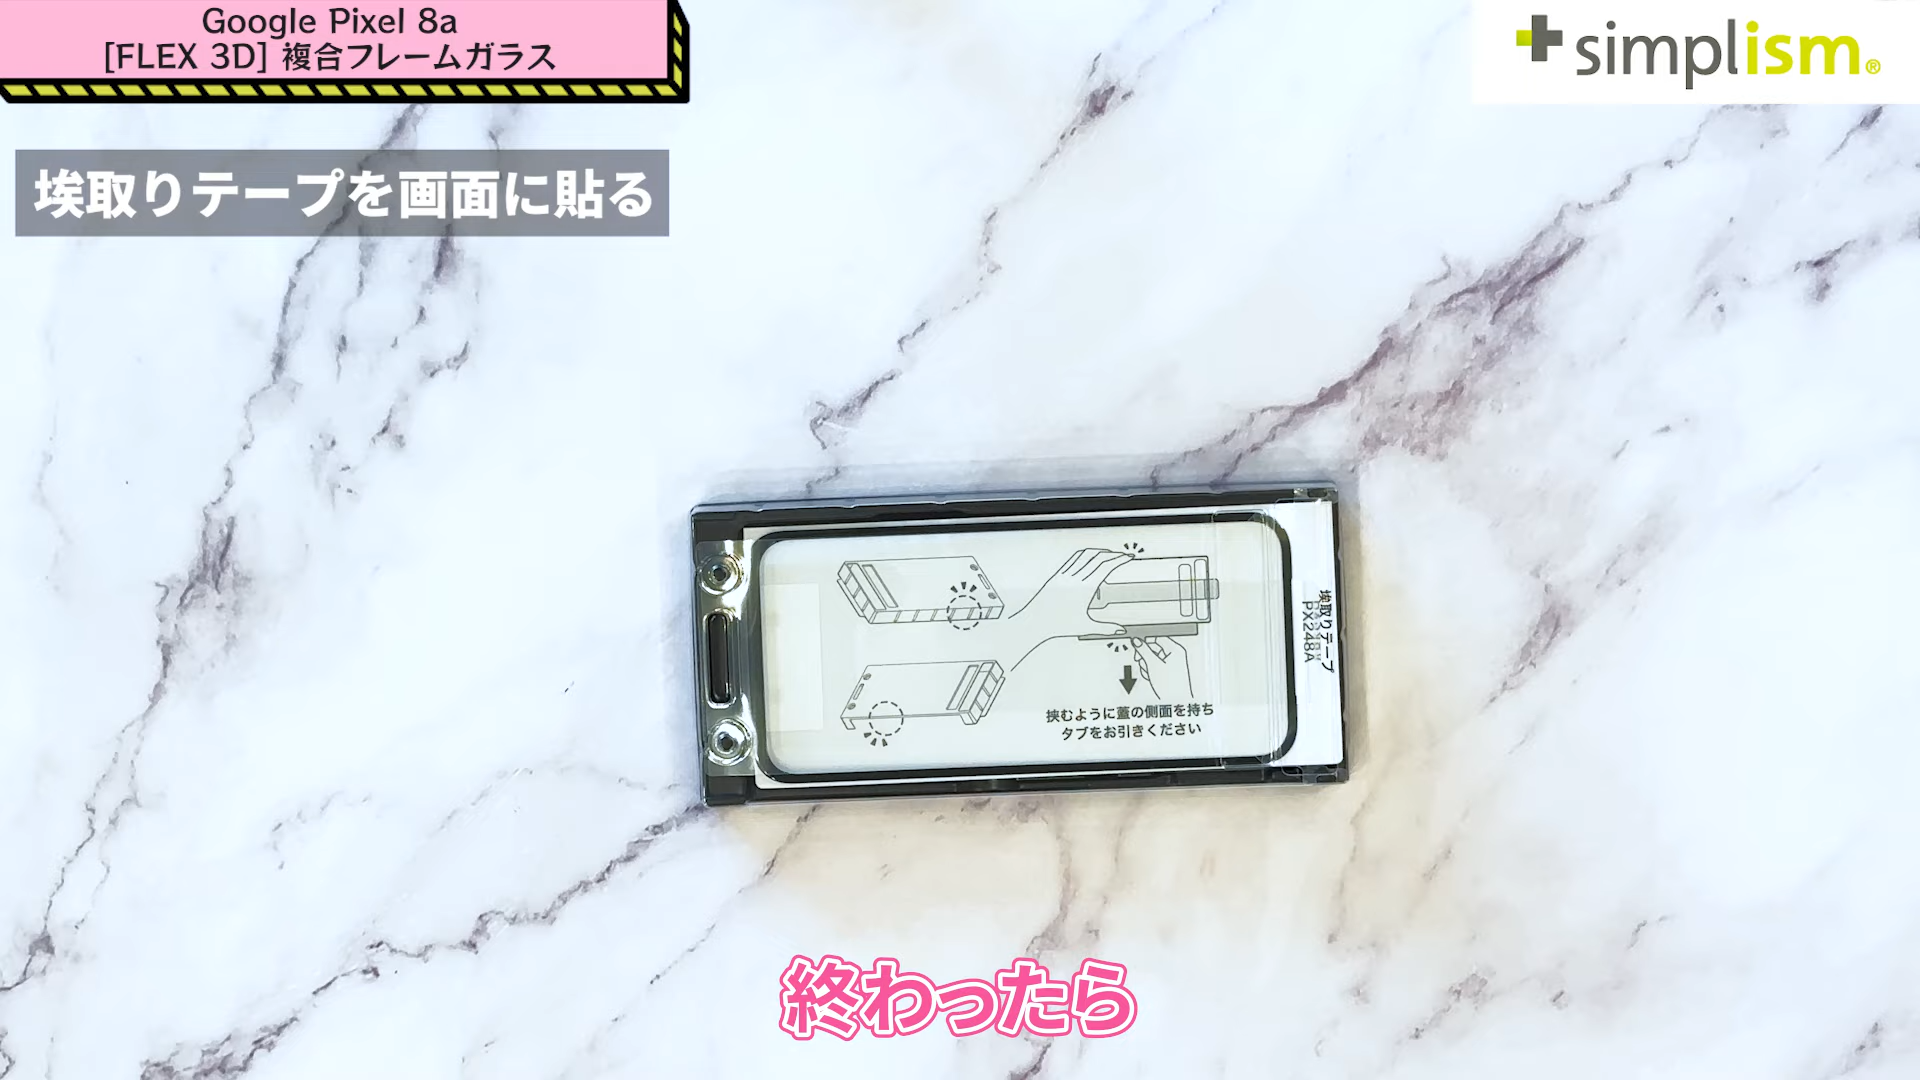 Google Pixel 8a
[FLEX 3D] 複合フレームガラス
simplism®
埃取りテープを画面に貼る
挟むように蓋の側面を持ち
タブをお引きください
埃取りテープ
PX248A
終わったら